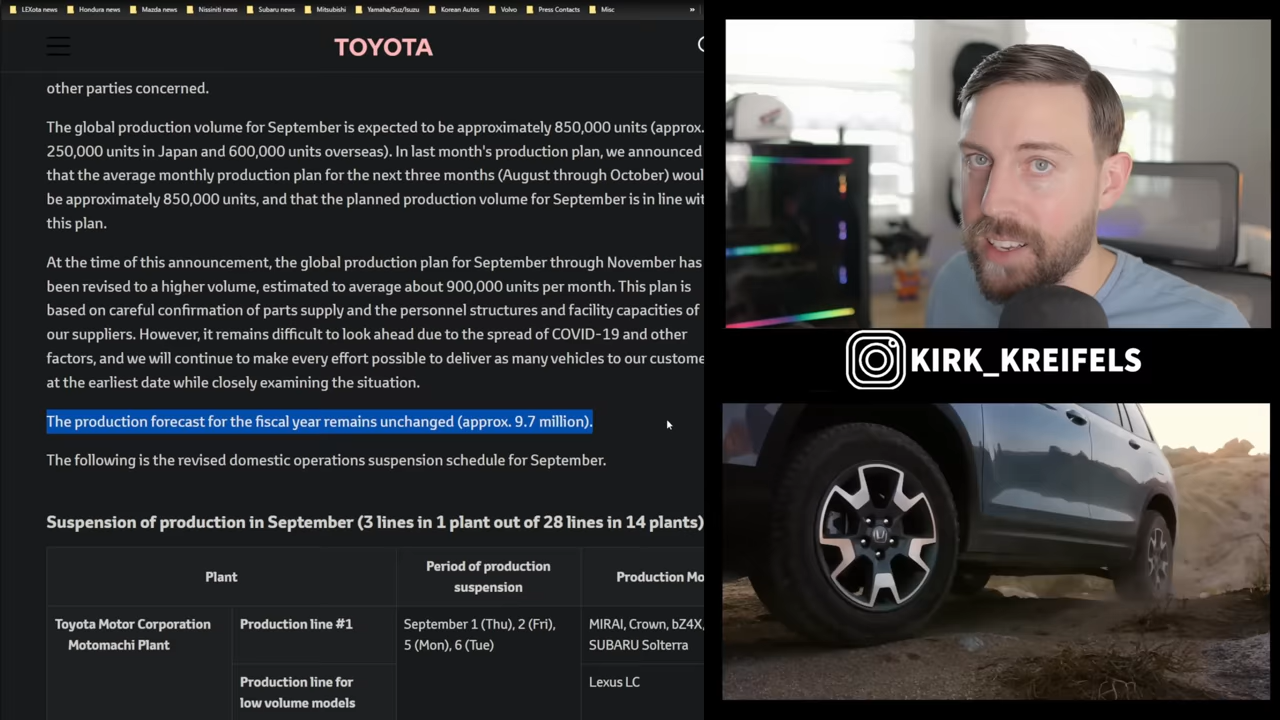 LEXota news Hondura news Mazda news Nissiniti news Subaru news Mitsibishi Yamaha/Suz/Isuzu Korean Autos Volvo Press Contacts Misc »
TOYOTA
other parties concerned.
The global production volume for September is expected to be approximately 850,000 units (approx.
250,000 units in Japan and 600,000 units overseas). In last month's production plan, we announced
that the average monthly production plan for the next three months (August through October) woul
be approximately 850,000 units, and that the planned production volume for September is in line wi
this plan.
At the time of this announcement, the global production plan for September through November has
been revised to a higher volume, estimated to average about 900,000 units per month. This plan is
based on careful confirmation of parts supply and the personnel structures and facility capacities of
our suppliers. However, it remains difficult to look ahead due to the spread of COVID-19 and other
factors, and we will continue to make every effort possible to deliver as many vehicles to our custome
at the earliest date while closely examining the situation.
The production forecast for the fiscal year remains unchanged (approx. 9.7 million).
The following is the revised domestic operations suspension schedule for September.
Suspension of production in September (3 lines in 1 plant out of 28 lines in 14 plants)
Plant
Period of production
suspension
Production Mo
Toyota Motor Corporation
Motomachi Plant
Production line #1
September 1 (Thu), 2 (Fri),
5 (Mon), 6 (Tue)
MIRAI, Crown, bZ4X,
SUBARU Solterra
Production line for
low volume models
Lexus LC
KIRK_KREIFELS